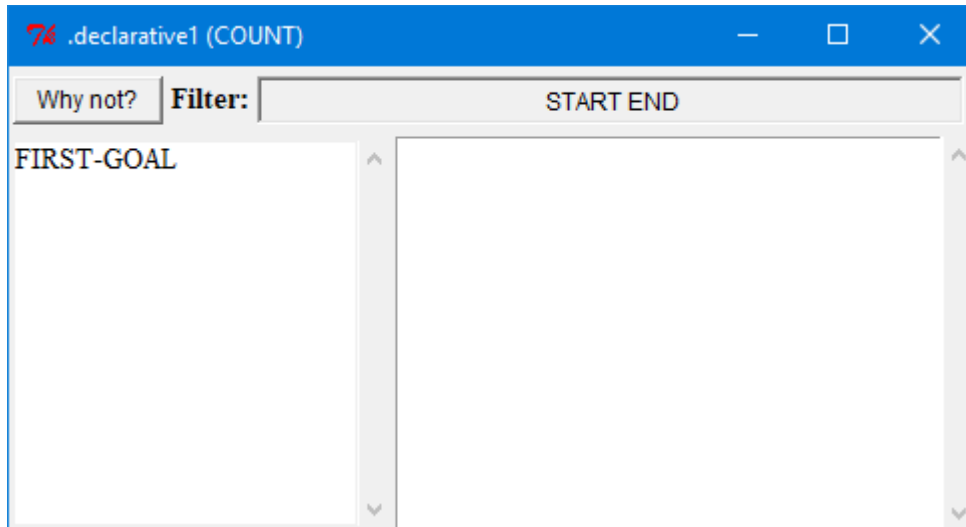 .declarative1 (COUNT)
Why not? Filter: START END
FIRST-GOAL